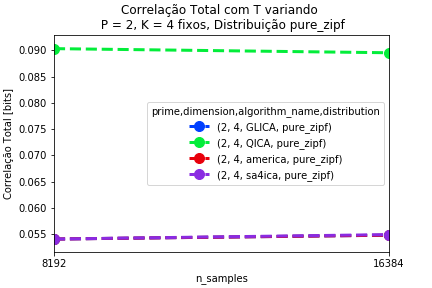 Correlação Total com T variando
P = 2, K = 4 fixos, Distribuição pure_zipf
0.090
0.085
0.080
0.075
0.070
0.065
0.060
0.055
Correlação Total [bits]
prime,dimension,algorithm_name,distribution
(2, 4, GLICA, pure_zipf)
(2, 4, QICA, pure_zipf)
(2, 4, america, pure_zipf)
(2, 4, sa4ica, pure_zipf)
8192
16384
n_samples